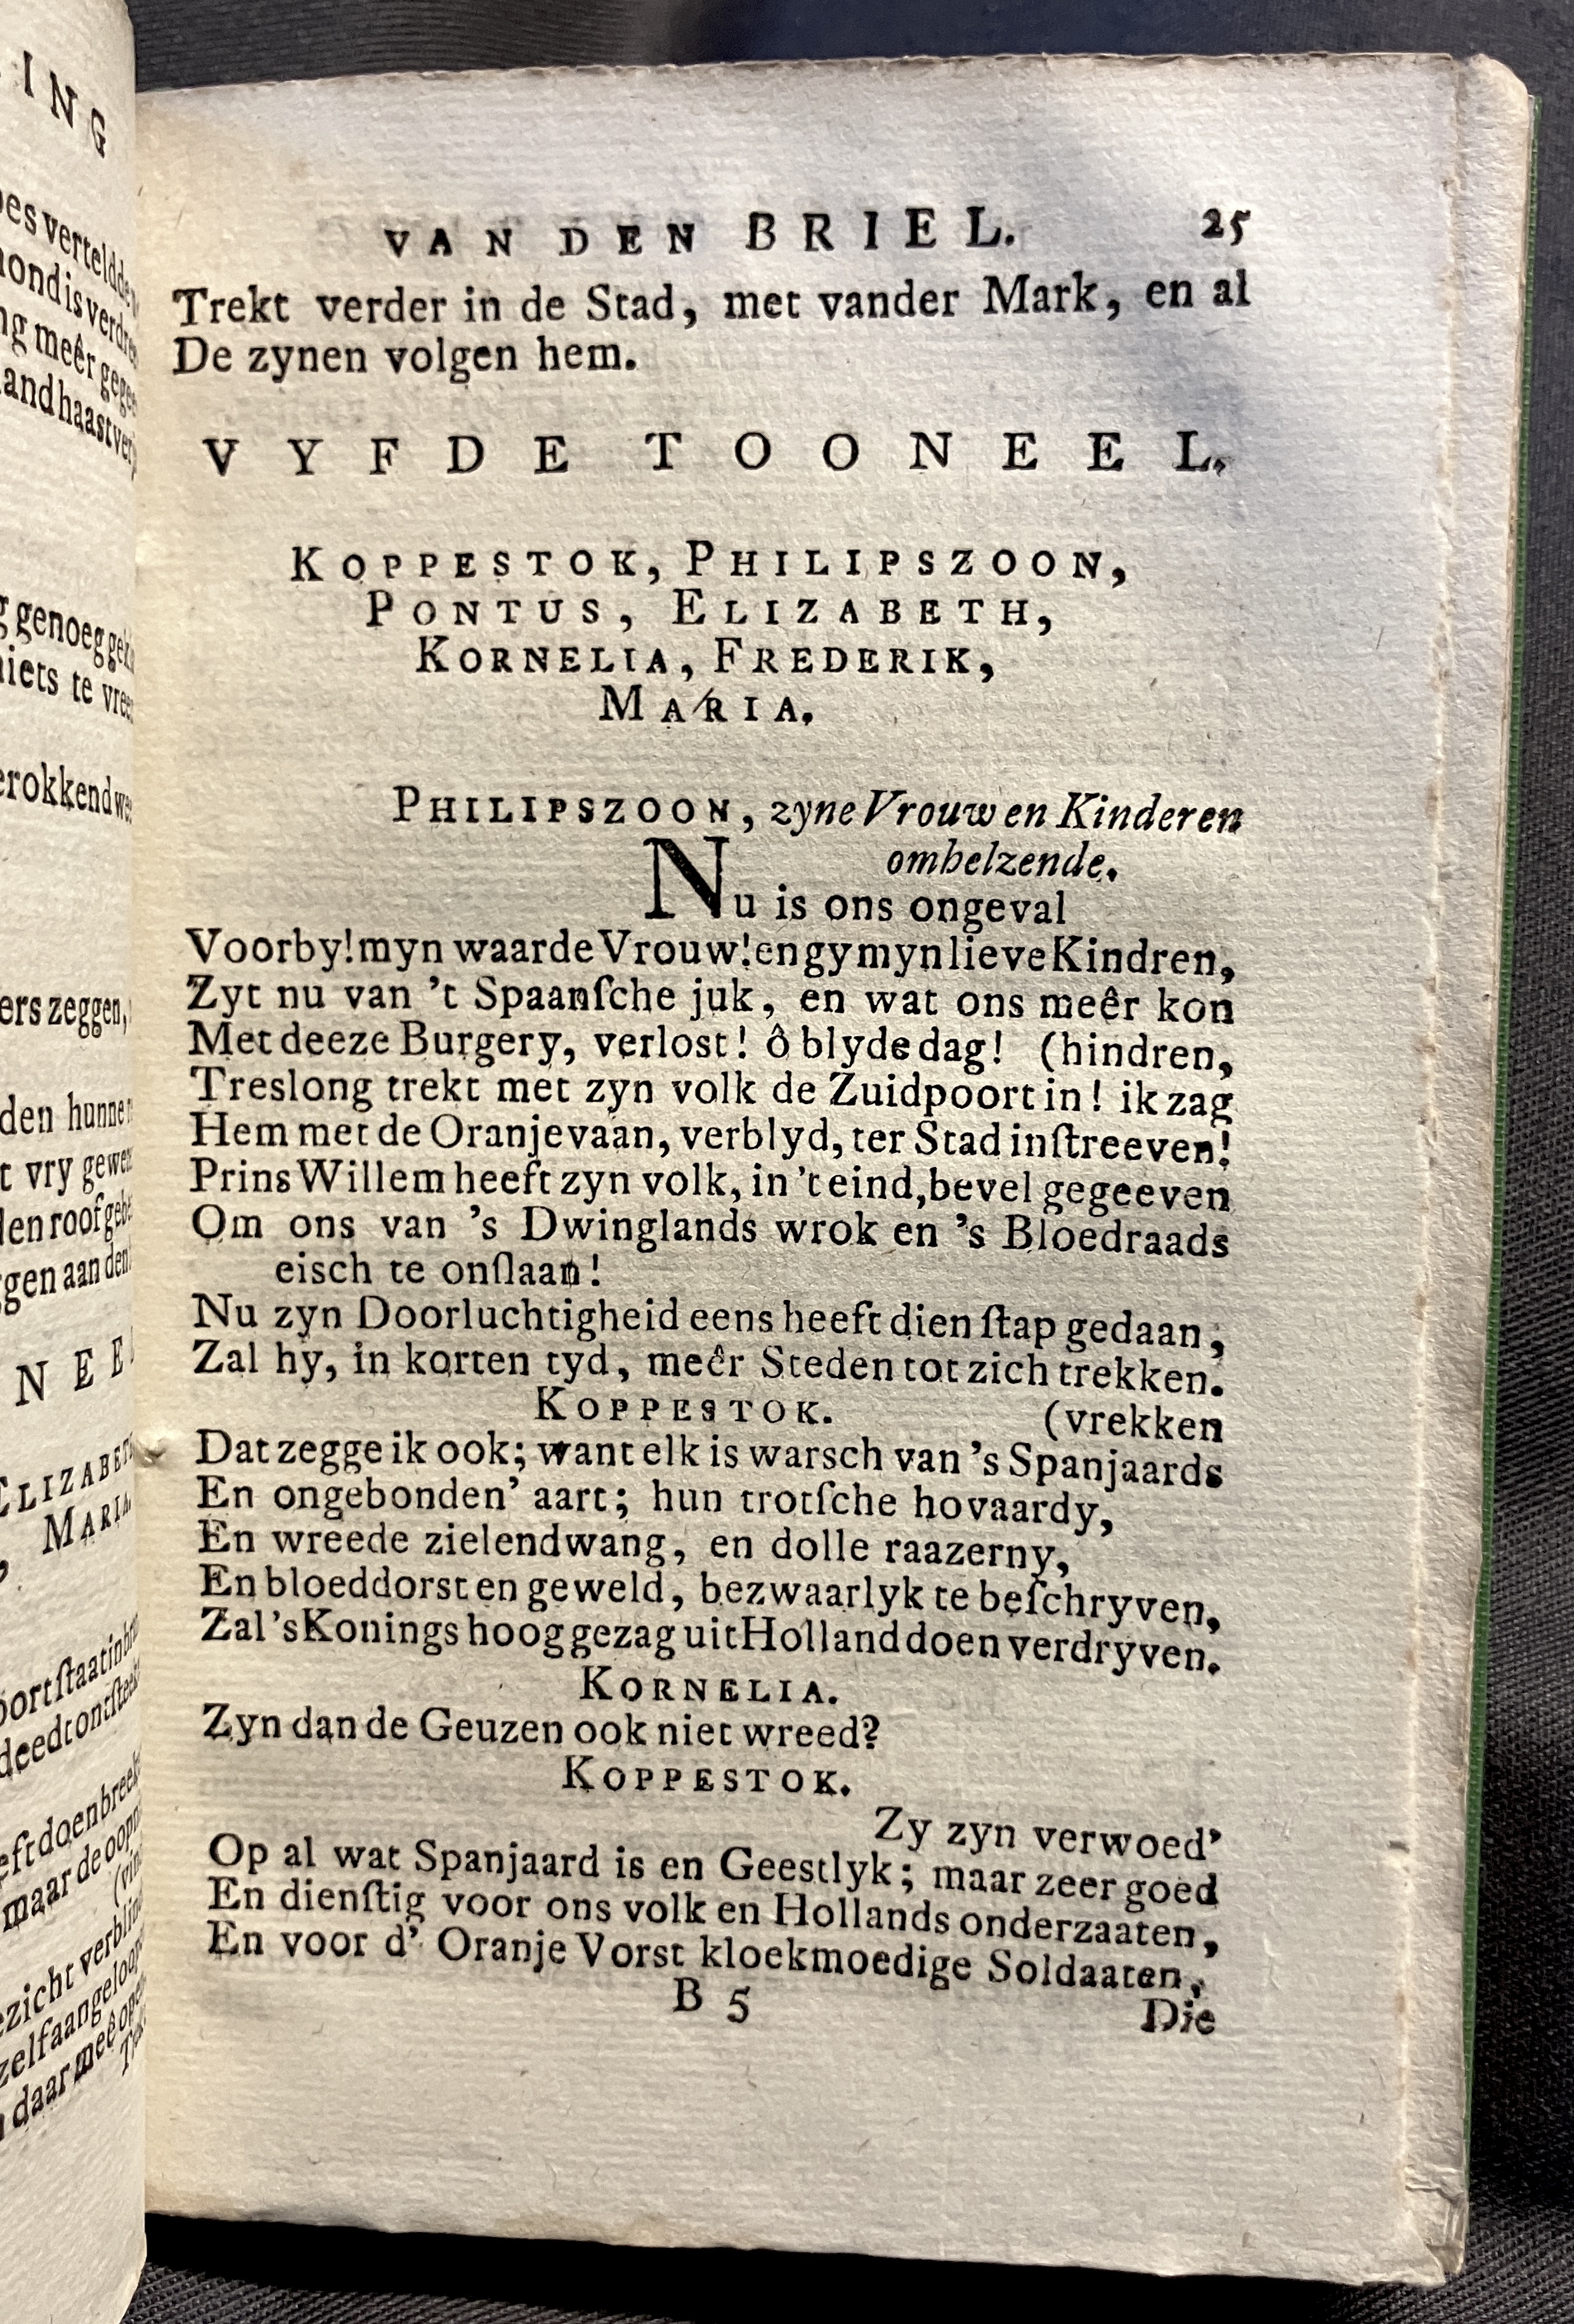 VAN DEN BRIEL. 25
Trekt verder in de Stad, met vander Mark, en al
De zynen volgen hem.
VYFDE TOONEEL.
KOPPESTOK, PHILIPSZOON,
PONTUS, ELIZABETH,
KORNELIA, FREDERIK,
MARIA.
PHILIPSZOON, zyne Vrouw en Kinderen
omhelzende.
Nu is ons ongeval
Voorby! myn waarde Vrouw! en gy myn lieve Kindren,
Zyt nu van 't Spaanſche juk, en wat ons meêr kon
Met deeze Burgery, verlost! ô blyde dag! (hindren,
Treslong trekt met zyn volk de Zuidpoort in! ik zag
Hem met de Oranjevaan, verblyd, ter Stad inſtreeven!
Prins Willem heeft zyn volk, in 't eind, bevel gegeeven
Om ons van 's Dwinglands wrok en 's Bloedraads
eisch te onſlaan!
Nu zyn Doorluchtigheid eens heeft dien ſtap gedaan,
Zal hy, in korten tyd, meêr Steden tot zich trekken.
KOPPESTOK. (vrekken
Dat zegge ik ook; want elk is warsch van 's Spanjaards
En ongebonden' aart; hun trotſche hovaardy,
En wreede zielendwang, en dolle raazerny,
En bloeddorst en geweld, bezwaarlyk te beſchryven,
Zal 's Konings hoog gezag uit Holland doen verdryven.
KORNELIA.
Zyn dan de Geuzen ook niet wreed?
KOPPESTOK.
Zy zyn verwoed'
Op al wat Spanjaard is en Geestlyk; maar zeer goed
En dienſtig voor ons volk en Hollands onderzaaten,
En voor d' Oranje Vorst kloekmoedige Soldaaten,
B 5
Die